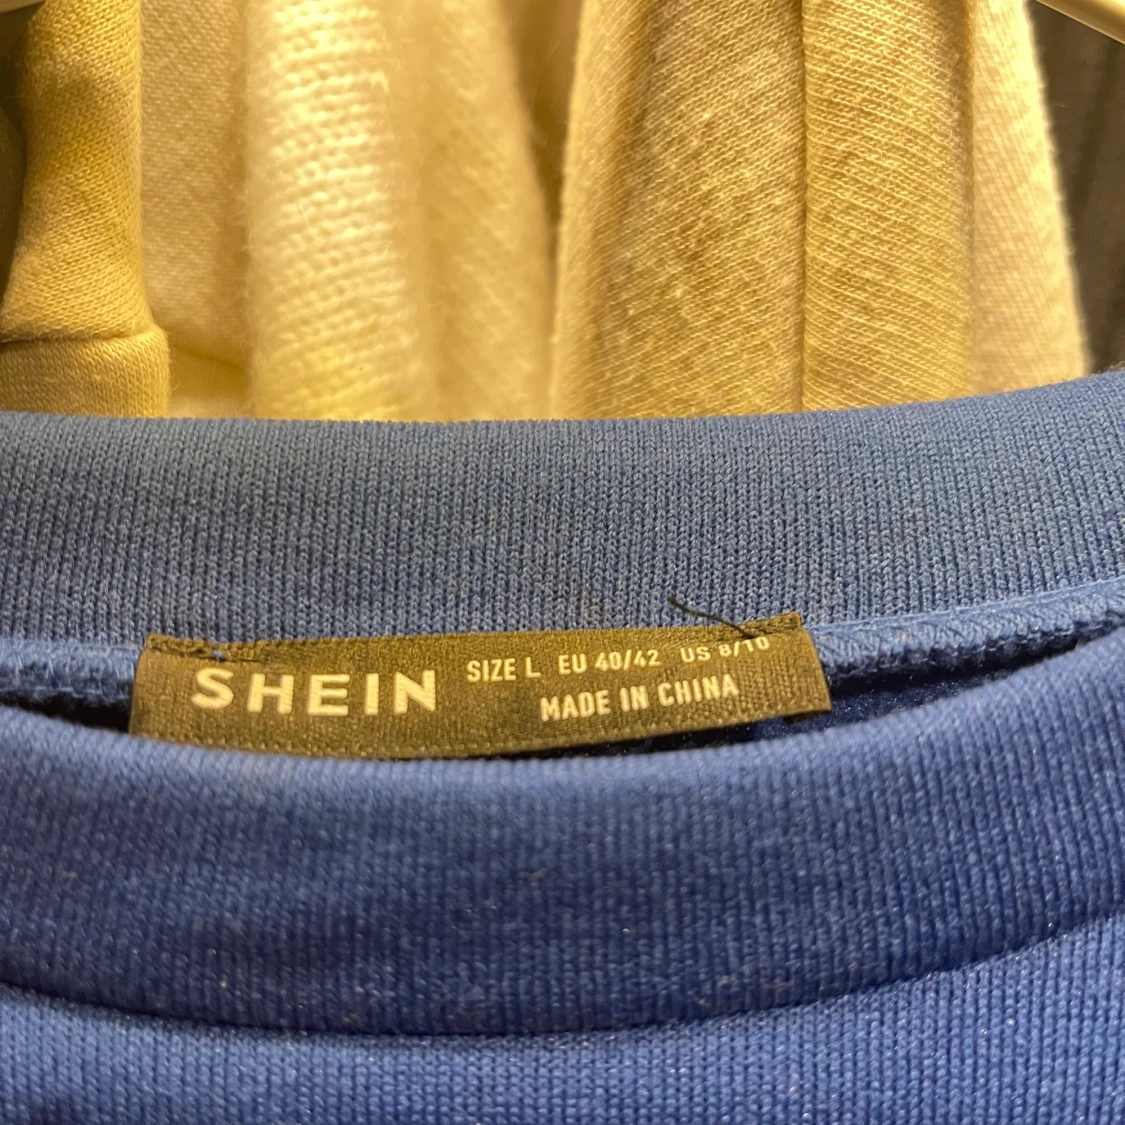 SHEIN
SIZE L EU 40/42 US 8/10
MADE IN CHINA